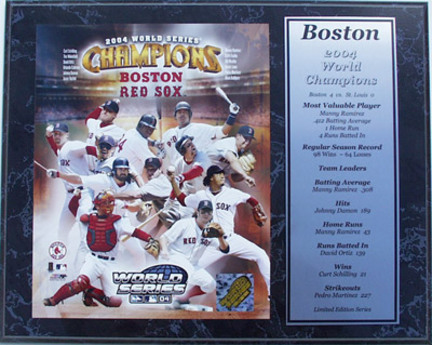 2004 WORLD SERIES
CHAMPIONS
BOSTON
RED SOX
WORLD
SERIES
04
Boston
2004
World
Champions
Boston 4 vs. St. Louis 0
Most Valuable Player
Manny Ramirez
.412 Batting Average
1 Home Run
4 Runs Batted In
Regular Season Record
98 Wins ~ 64 Losses
Team Leaders
Batting Average
Manny Ramirez .308
Hits
Johnny Damon 189
Home Runs
Manny Ramirez 43
Runs Batted In
David Ortiz 139
Wins
Curt Schilling 21
Strikeouts
Pedro Martinez 227
Limited Edition Series